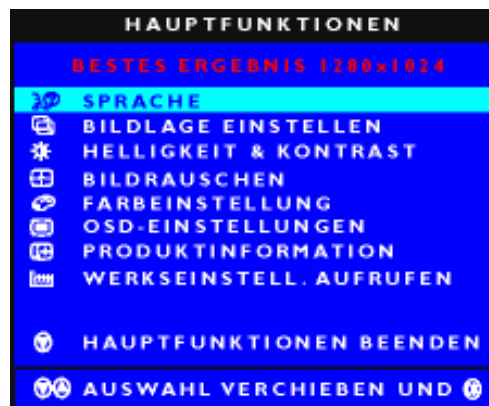 HAUPTFUNKTIONEN
BESTES ERGEBNIS 1280x1024
SPRACHE
BILDLAGE EINSTELLEN
HELLIGKEIT & KONTRAST
BILDRAUSCHEN
FARBEINSTELLUNG
OSD-EINSTELLUNGEN
PRODUKTINFORMATION
WERKSEINSTELL. AUFRUFEN
HAUPTFUNKTIONEN BEENDEN
AUSWAHL VERCHIEBEN UND